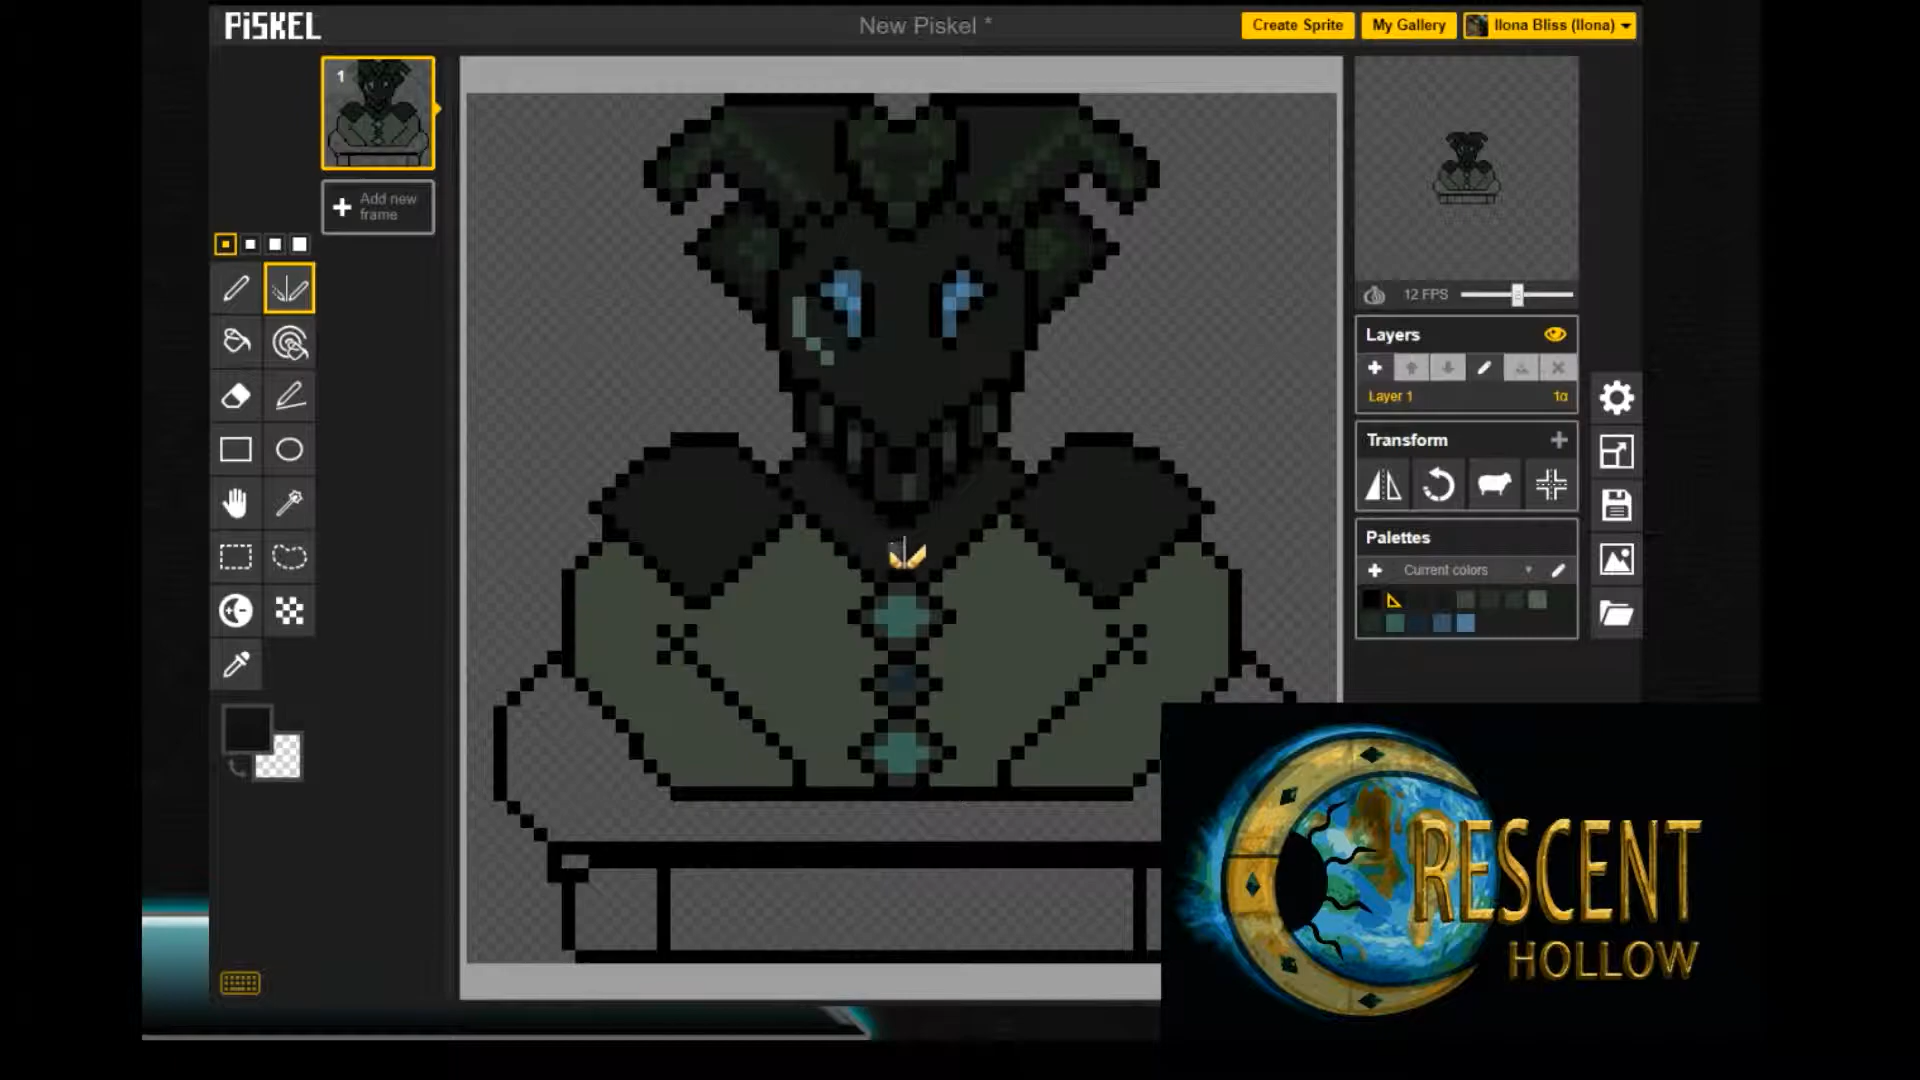 PiSKEL
New Piskel *
Create Sprite
My Gallery
Ilona Bliss (Ilona)
1
Add new
frame
12 FPS
Layers
Layer 1
1α
Transform
Palettes
Current colors
CRESCENT
HOLLOW